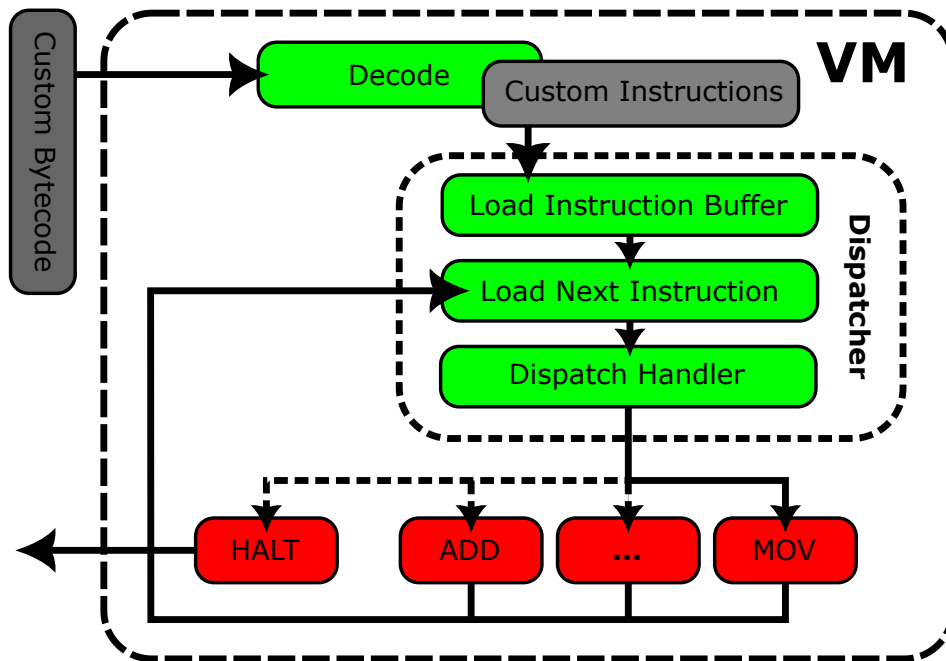 Custom Bytecode
Decode
VM
Custom Instructions
Load Instruction Buffer
Load Next Instruction
Dispatch Handler
Dispatcher
HALT
ADD
...
MOV